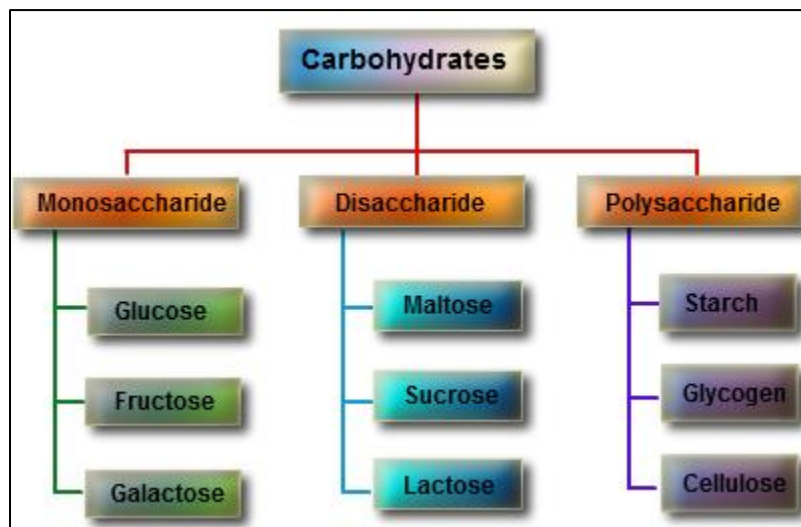 Carbohydrates
Monosaccharide
Disaccharide
Polysaccharide
Glucose
Maltose
Starch
Fructose
Sucrose
Glycogen
Galactose
Lactose
Cellulose